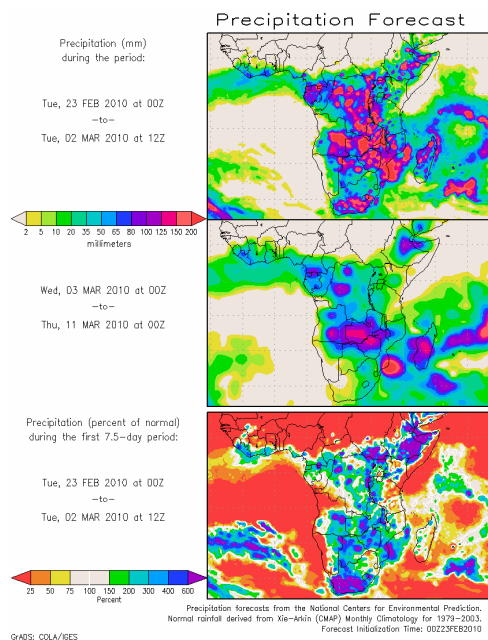 Precipitation Forecast
Precipitation (mm)
during the period:
Tue, 23 FEB 2010 at 00Z
-to-
Tue, 02 MAR 2010 at 12Z
2 5 10 20 35 50 65 80 100 125 150 200
millimeters
Wed, 03 MAR 2010 at 00Z
-to-
Thu, 11 MAR 2010 at 00Z
Precipitation (percent of normal)
during the first 7.5-day period:
Tue, 23 FEB 2010 at 00Z
-to-
Tue, 02 MAR 2010 at 12Z
25 50 75 100 150 200 300 400 600
Percent
Precipitation forecasts from the National Centers for Environmental Prediction.
Normal rainfall derived from Xie-Arkin (CMAP) Monthly Climatology for 1979-2003.
Forecast Initialization Time: 00Z23FEB2010
GrADS: COLA/IGES